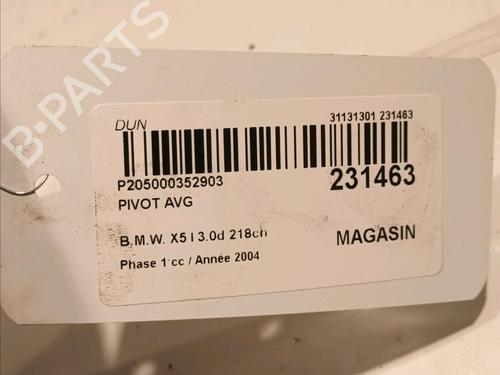 B-PARTS
DUN
31131301 231463
P205000352903
231463
PIVOT AVG
B.M.W. X5 I 3.0d 218ch
MAGASIN
Phase 1 cc / Année 2004